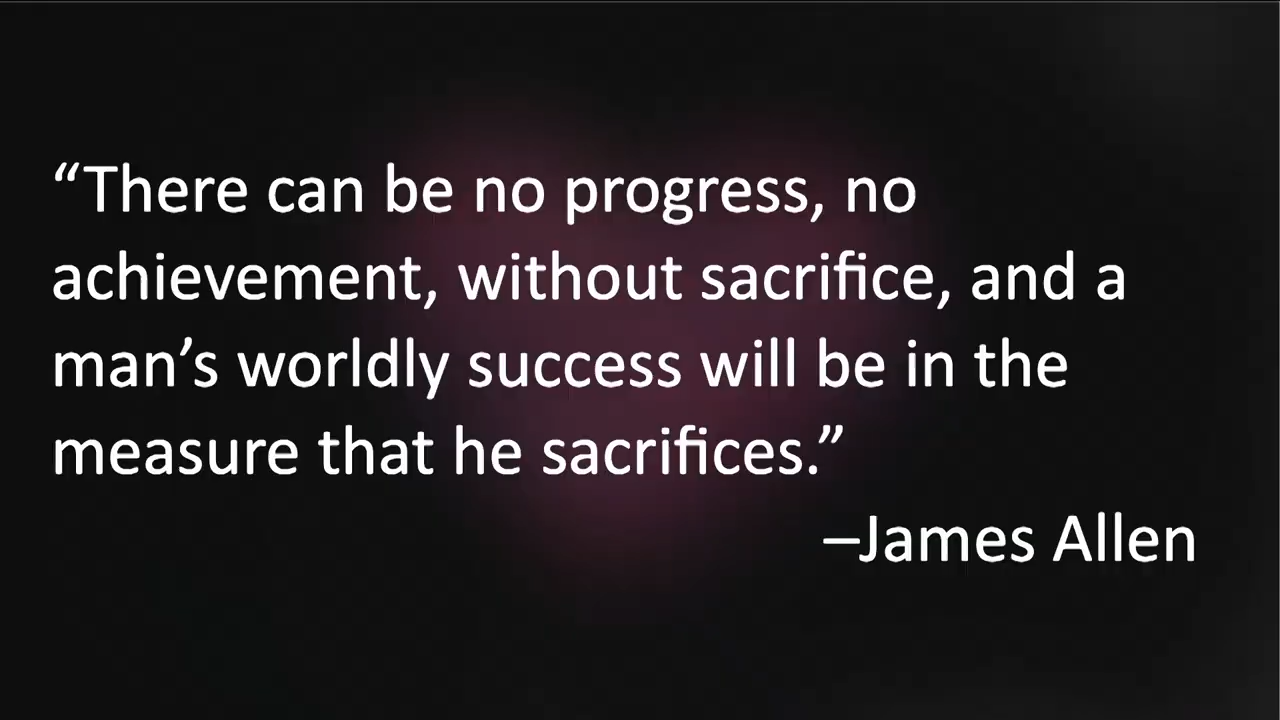 “There can be no progress, no
achievement, without sacrifice, and a
man’s worldly success will be in the
measure that he sacrifices.”
–James Allen